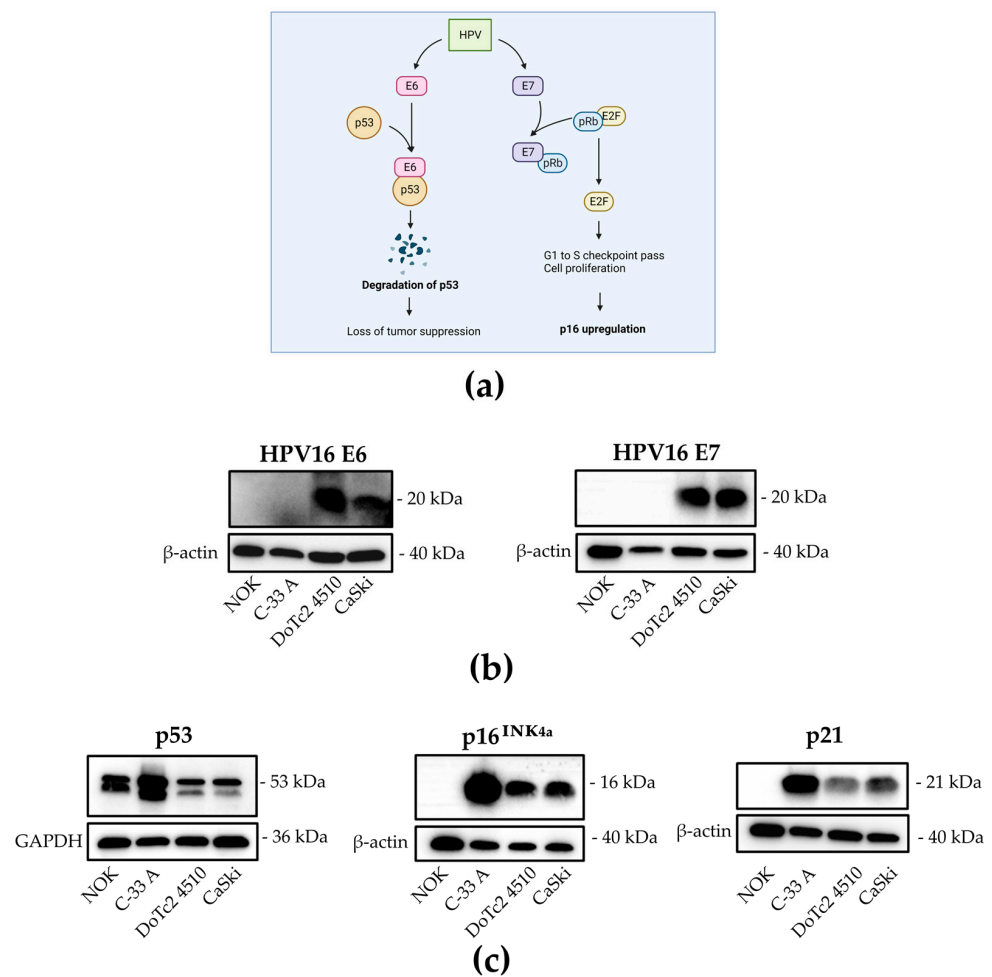 HPV
E6
E7
p53
pRb
E2F
E6
p53
E7
pRb
E2F
Degradation of p53
Loss of tumor suppression
G1 to S checkpoint pass
Cell proliferation
p16 upregulation
(a)
HPV16 E6
- 20 kDa
β-actin
- 40 kDa
NOK
C-33 A
DoTc2 4510
CaSki
HPV16 E7
- 20 kDa
β-actin
- 40 kDa
NOK
C-33 A
DoTc2 4510
CaSki
(b)
p53
- 53 kDa
GAPDH
- 36 kDa
NOK
C-33 A
DoTc2 4510
CaSki
p16 INK4a
- 16 kDa
β-actin
- 40 kDa
NOK
C-33 A
DoTc2 4510
CaSki
p21
- 21 kDa
β-actin
- 40 kDa
NOK
C-33 A
DoTc2 4510
CaSki
(c)